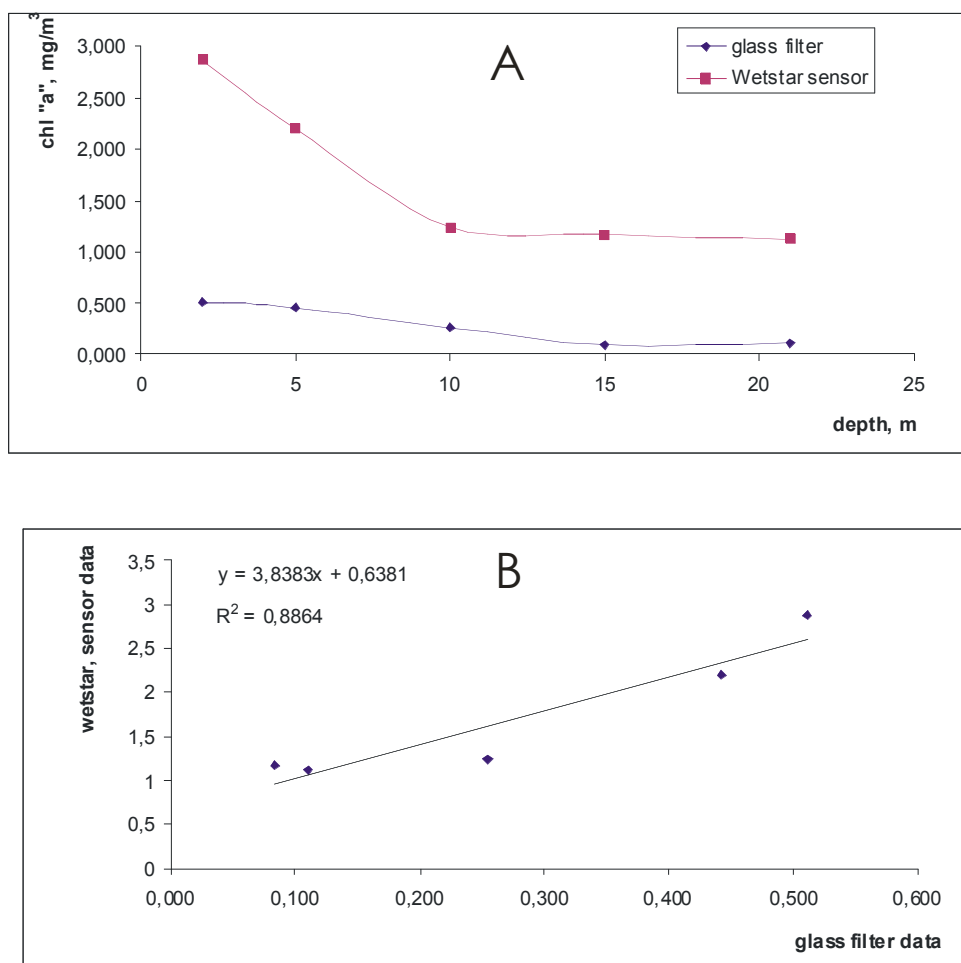 A
glass filter
Wetstar sensor
chl "a", mg/m³
3,000
2,500
2,000
1,500
1,000
0,500
0,000
0
5
10
15
20
25
depth, m
B
y = 3,8383x + 0,6381
R² = 0,8864
wetstar, sensor data
3,5
3
2,5
2
1,5
1
0,5
0
0,000
0,100
0,200
0,300
0,400
0,500
0,600
glass filter data